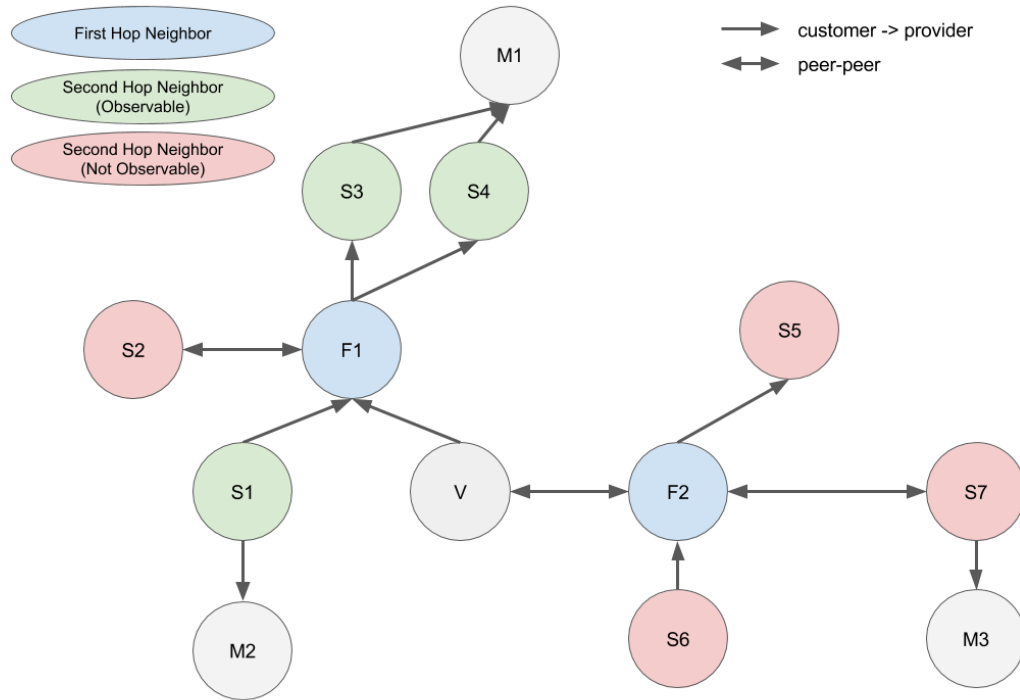 First Hop Neighbor
Second Hop Neighbor
(Observable)
Second Hop Neighbor
(Not Observable)
customer -> provider
peer-peer
M1
S3
S4
S2
F1
S5
S1
V
F2
S7
M2
S6
M3